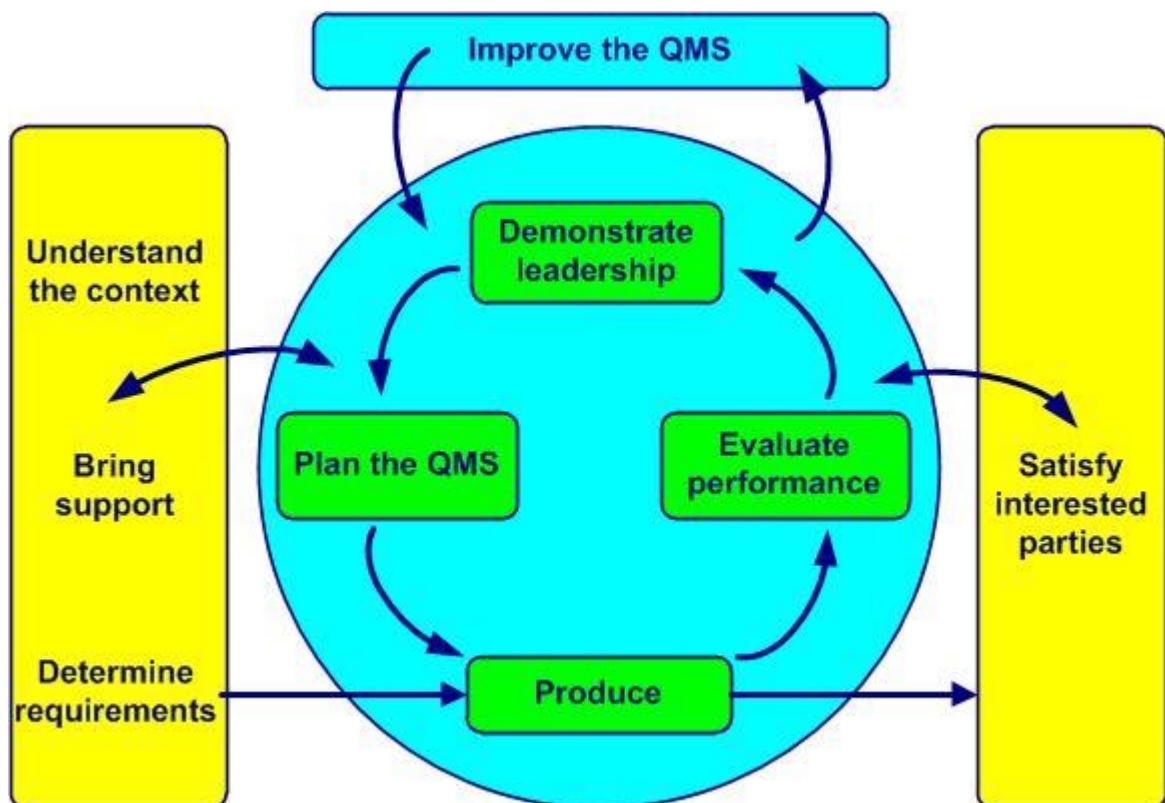 Improve the QMS
Understand
the context
Bring
support
Determine
requirements
Demonstrate
leadership
Plan the QMS
Evaluate
performance
Produce
Satisfy
interested
parties